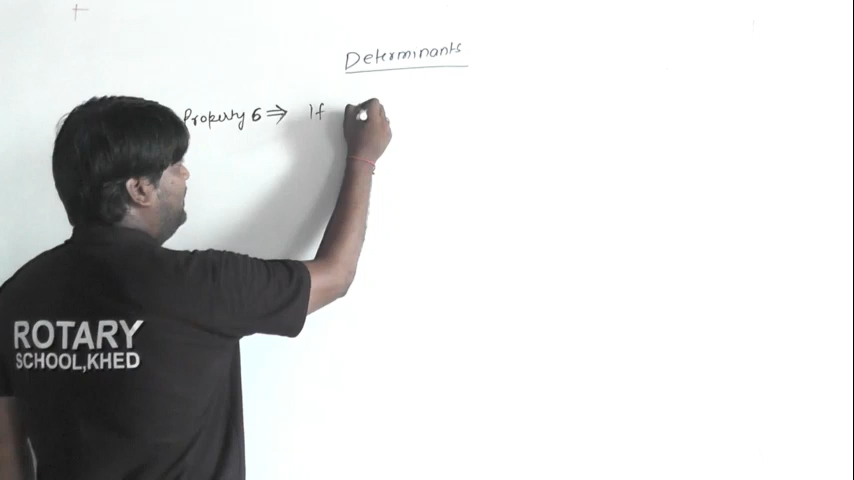 Determinants
Property 6 ⇒ If
ROTARY
SCHOOL,KHED